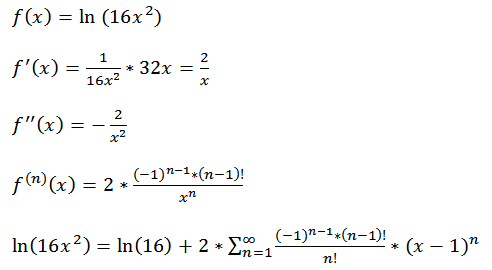 f(x) = ln (16x²)
f′(x) = 1/(16x²) * 32x = 2/x
f″(x) = −2/x²
f⁽ⁿ⁾(x) = 2 * ((−1)ⁿ⁻¹*(n−1)!)/xⁿ
ln(16x²) = ln(16) + 2 * ∑_{n=1}^{∞} ((−1)ⁿ⁻¹*(n−1)!)/n! * (x − 1)ⁿ